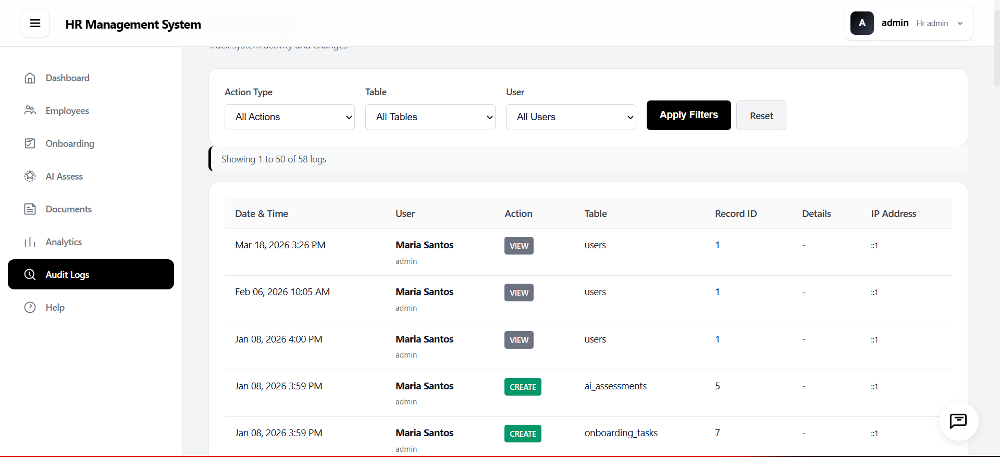 HR Management System
A
admin
Hr admin
Dashboard
Employees
Onboarding
AI Assess
Documents
Analytics
Audit Logs
Help
Track system activity and changes
Action Type
Table
User
All Actions
All Tables
All Users
Apply Filters
Reset
Showing 1 to 50 of 58 logs
Date & Time User Action Table Record ID Details IP Address
Mar 18, 2026 3:26 PM Maria Santos VIEW users 1 - ::1
admin
Feb 06, 2026 10:05 AM Maria Santos VIEW users 1 - ::1
admin
Jan 08, 2026 4:00 PM Maria Santos VIEW users 1 - ::1
admin
Jan 08, 2026 3:59 PM Maria Santos CREATE ai_assessments 5 - ::1
admin
Jan 08, 2026 3:59 PM Maria Santos CREATE onboarding_tasks 7 - ::1
admin